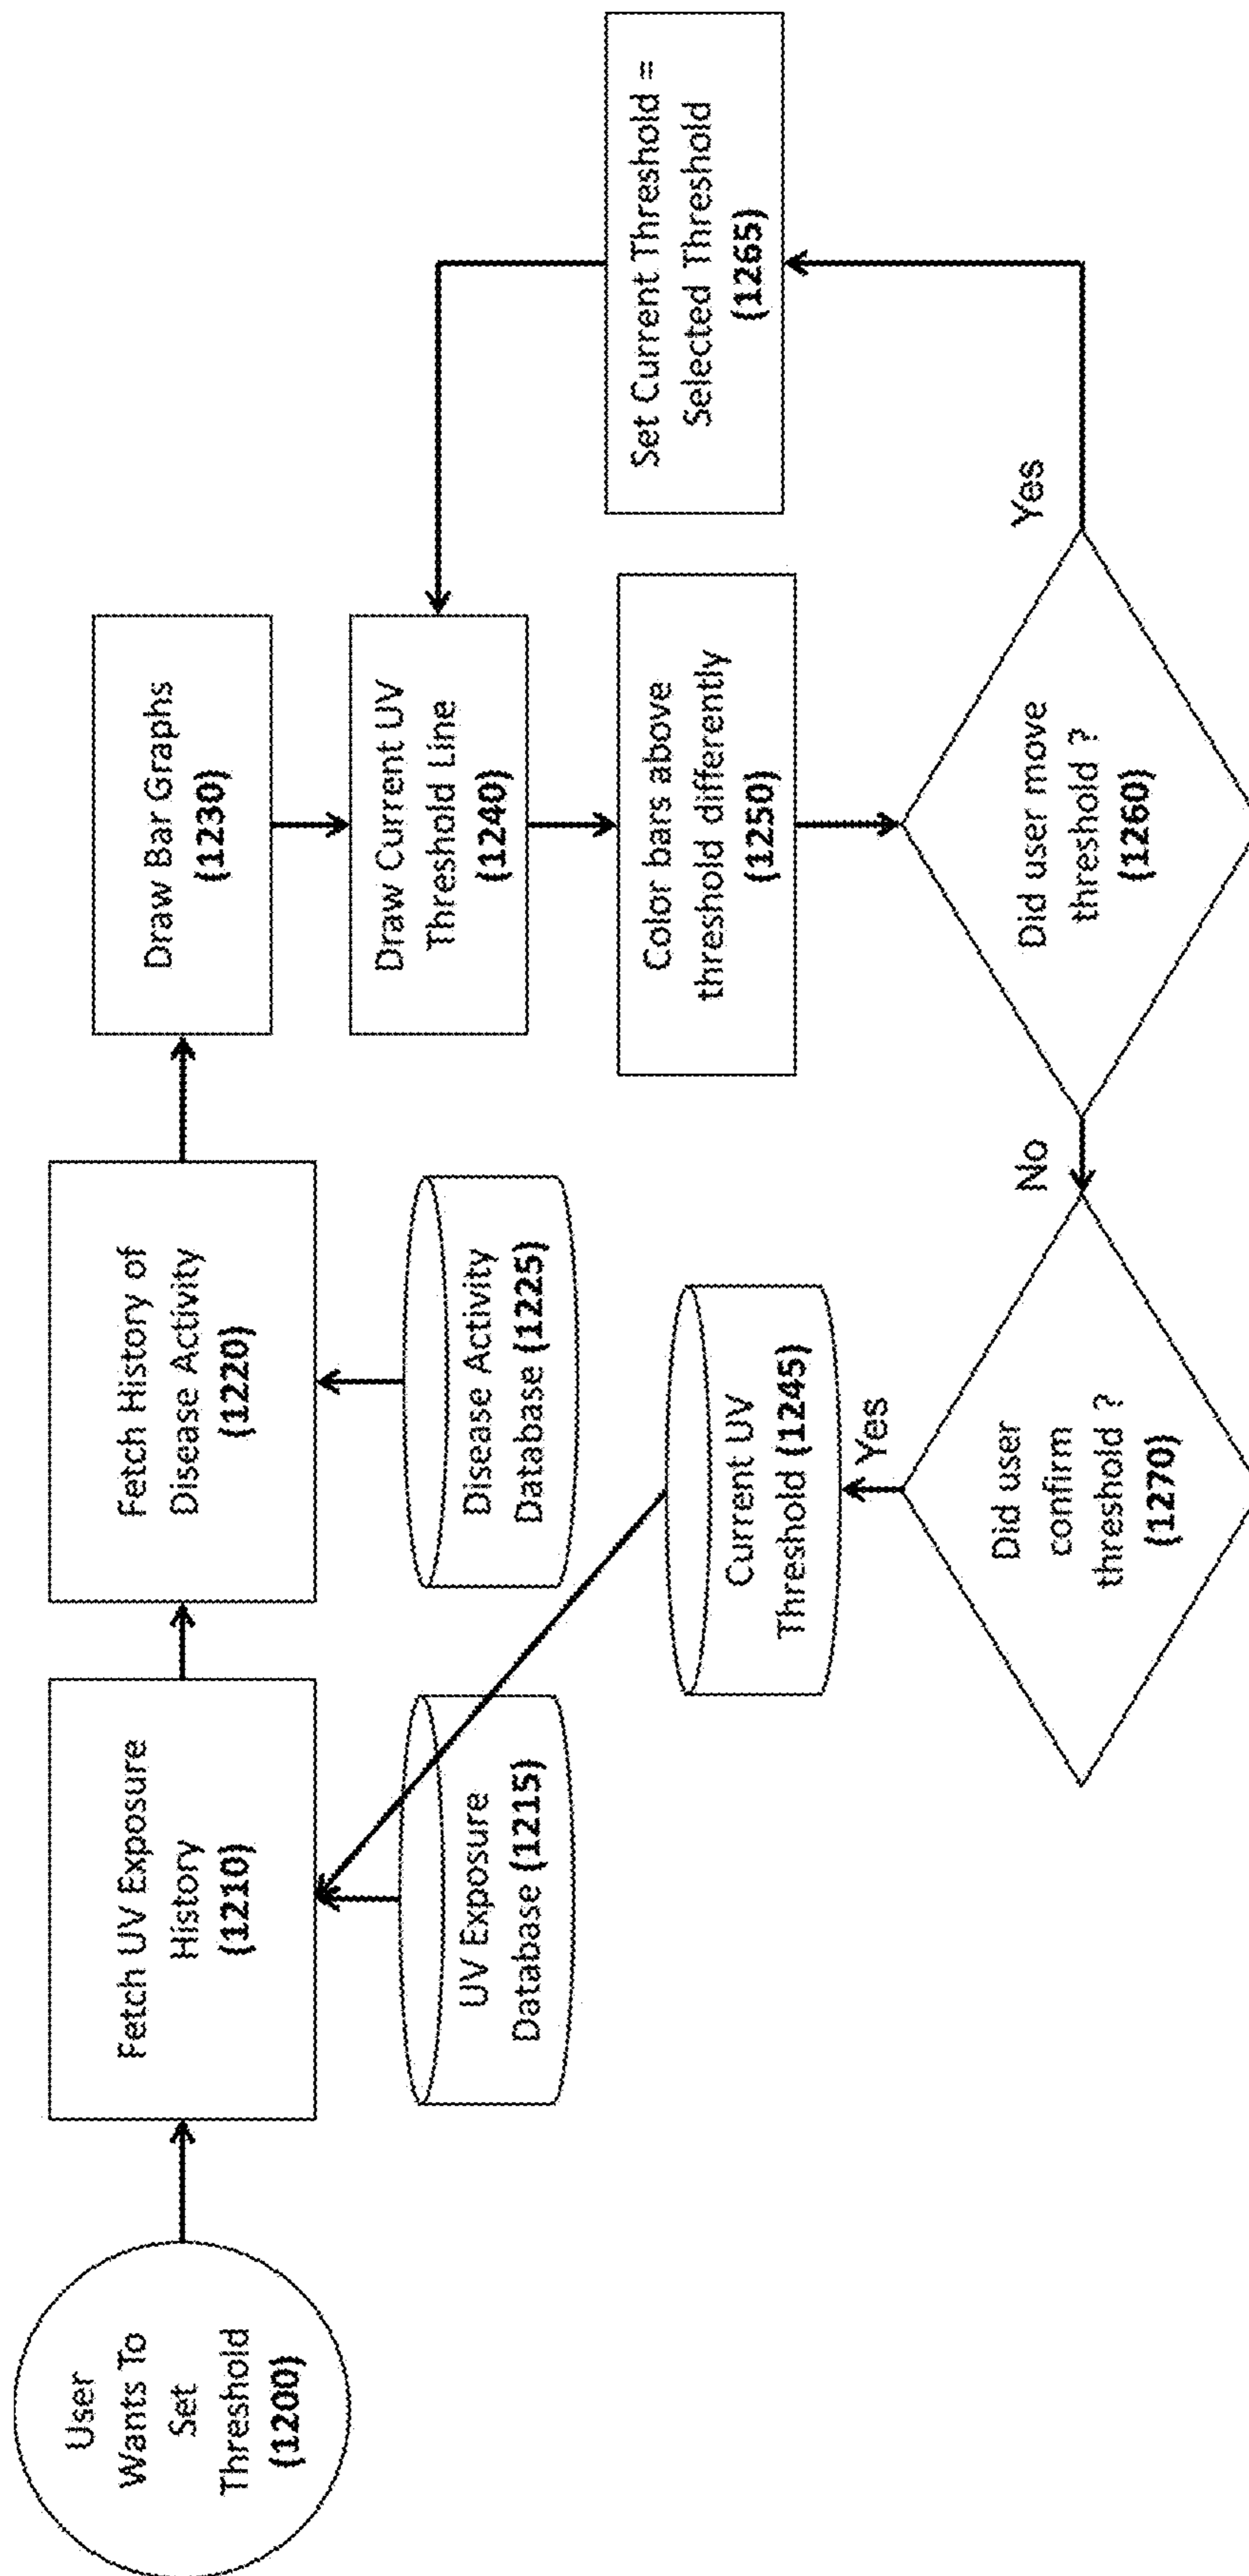 User
Wants To
Set
Threshold
(1200)
Fetch UV Exposure
History
(1210)
UV Exposure
Database (1215)
Fetch History of
Disease Activity
(1220)
Disease Activity
Database (1225)
Draw Bar Graphs
(1230)
Draw Current UV
Threshold Line
(1240)
Color bars above
threshold differently
(1250)
Did user move
threshold ?
(1260)
Yes
Set Current Threshold =
Selected Threshold
(1265)
No
Did user
confirm
threshold ?
(1270)
Yes
Current UV
Threshold (1245)